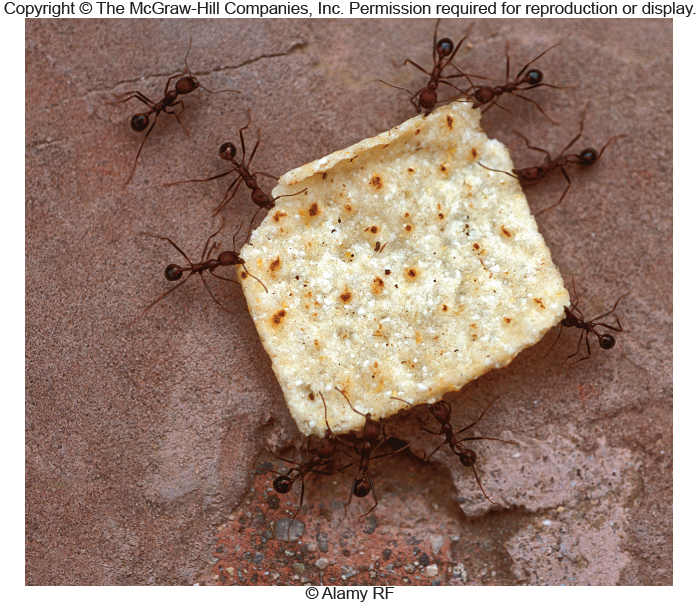 Copyright © The McGraw-Hill Companies, Inc. Permission required for reproduction or display.
© Alamy RF